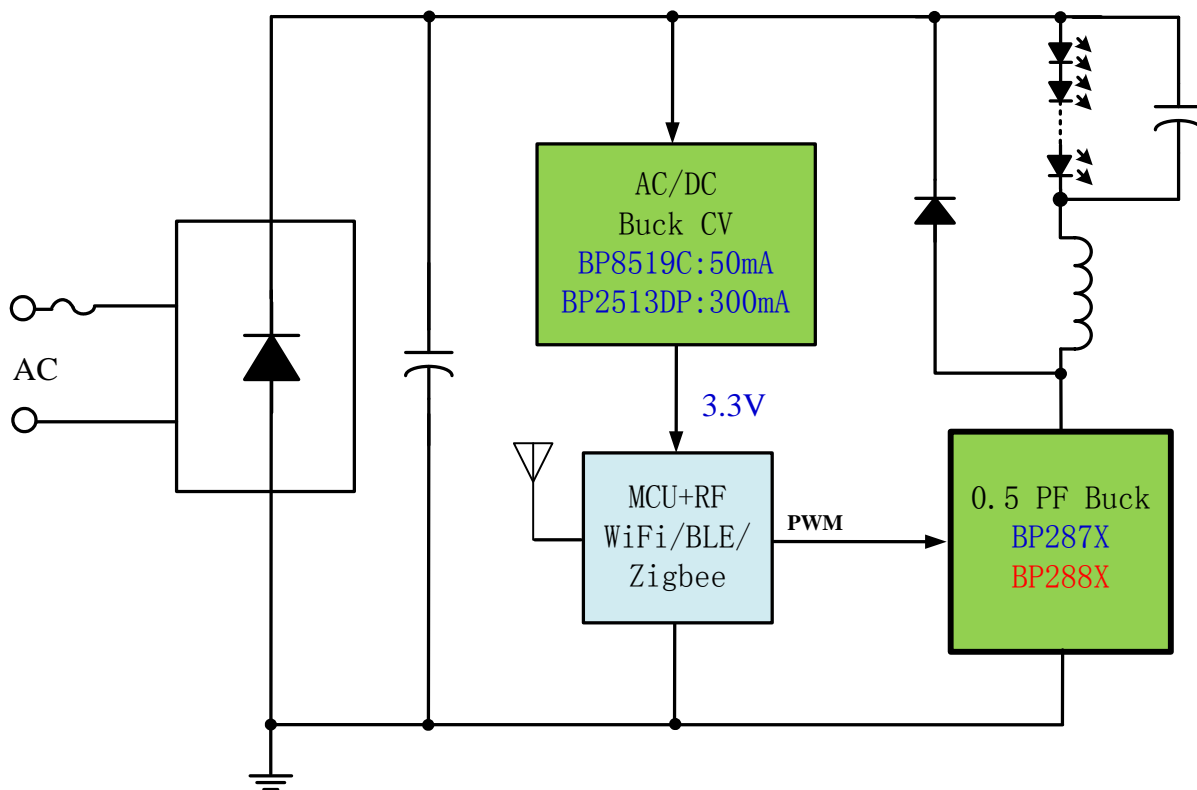 AC/DC
Buck CV
BP8519C:50mA
BP2513DP:300mA
AC
3.3V
MCU+RF
WiFi/BLE/
Zigbee
PWM
0.5 PF Buck
BP287X
BP288X